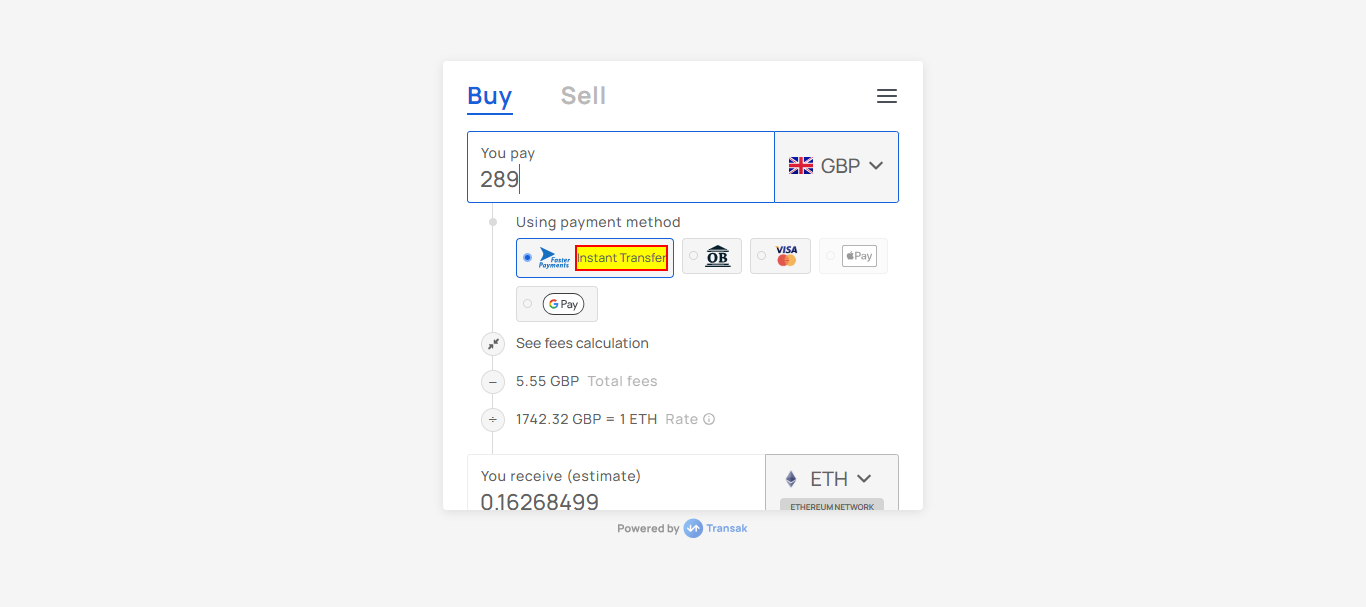 Buy Sell
You pay
289
GBP
Using payment method
Faster Payments
Instant Transfer
OB
VISA
Pay
G Pay
See fees calculation
5.55 GBP Total fees
1742.32 GBP = 1 ETH Rate
You receive (estimate)
0.16268499
ETH
ETHEREUM NETWORK
Powered by Transak